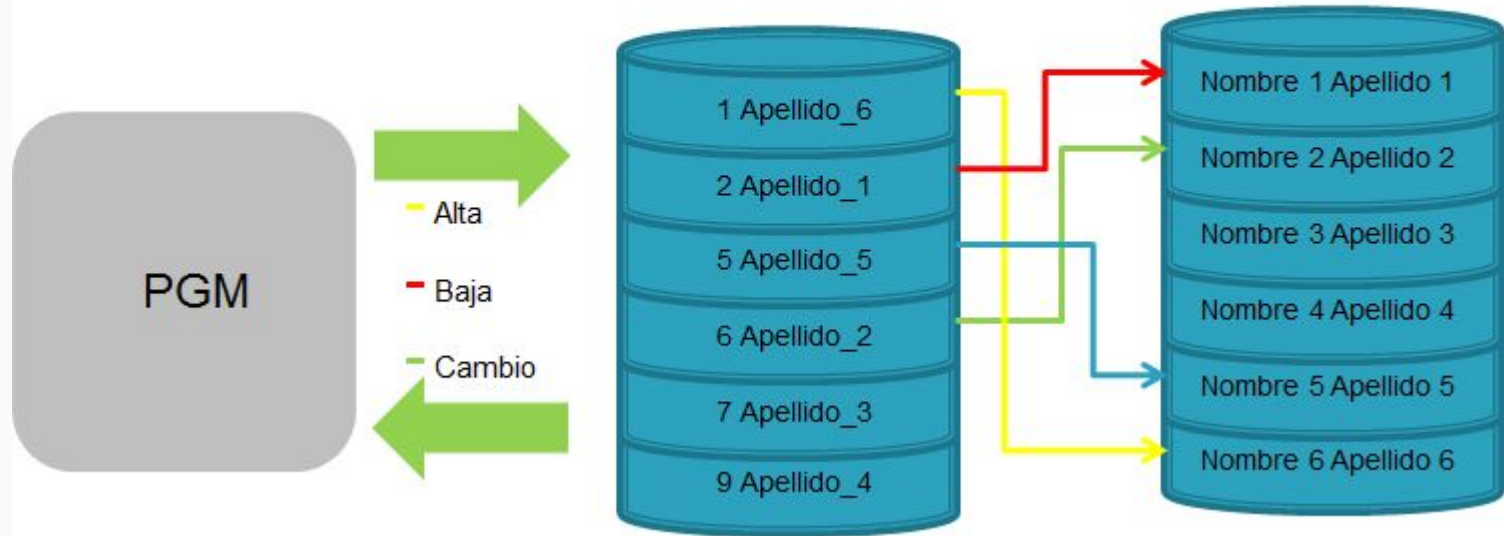 PGM
Alta
Baja
Cambio
1 Apellido_6
2 Apellido_1
5 Apellido_5
6 Apellido_2
7 Apellido_3
9 Apellido_4
Nombre 1 Apellido 1
Nombre 2 Apellido 2
Nombre 3 Apellido 3
Nombre 4 Apellido 4
Nombre 5 Apellido 5
Nombre 6 Apellido 6